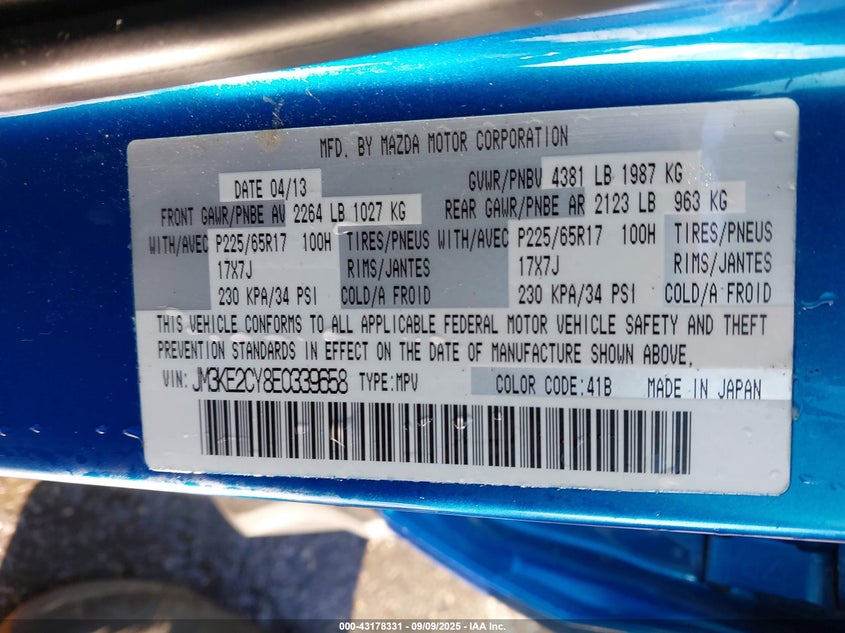 MFD. BY MAZDA MOTOR CORPORATION
DATE 04/13 GVWR/PNBV 4381 LB 1987 KG
FRONT GAWR/PNBE AV 2264 LB 1027 KG REAR GAWR/PNBE AR 2123 LB 963 KG
WITH/AVEC P225/65R17 100H TIRES/PNEUS WITH/AVEC P225/65R17 100H TIRES/PNEUS
17X7J RIMS/JANTES 17X7J RIMS/JANTES
230 KPA/34 PSI COLD/A FROID 230 KPA/34 PSI COLD/A FROID
THIS VEHICLE CONFORMS TO ALL APPLICABLE FEDERAL MOTOR VEHICLE SAFETY AND THEFT
PREVENTION STANDARDS IN EFFECT ON THE DATE OF MANUFACTURE SHOWN ABOVE.
VIN: JM3KE2CY8E0339658 TYPE:MPV COLOR CODE:41B MADE IN JAPAN
000-43178331 - 09/09/2025 - IAA Inc.